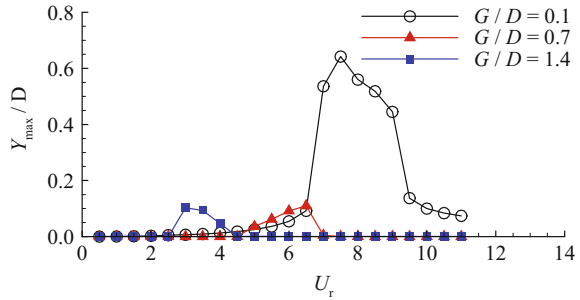 0.8
0.6
0.4
0.2
0.0
Y_max / D
0 2 4 6 8 10 12 14
U_r
G / D = 0.1
G / D = 0.7
G / D = 1.4